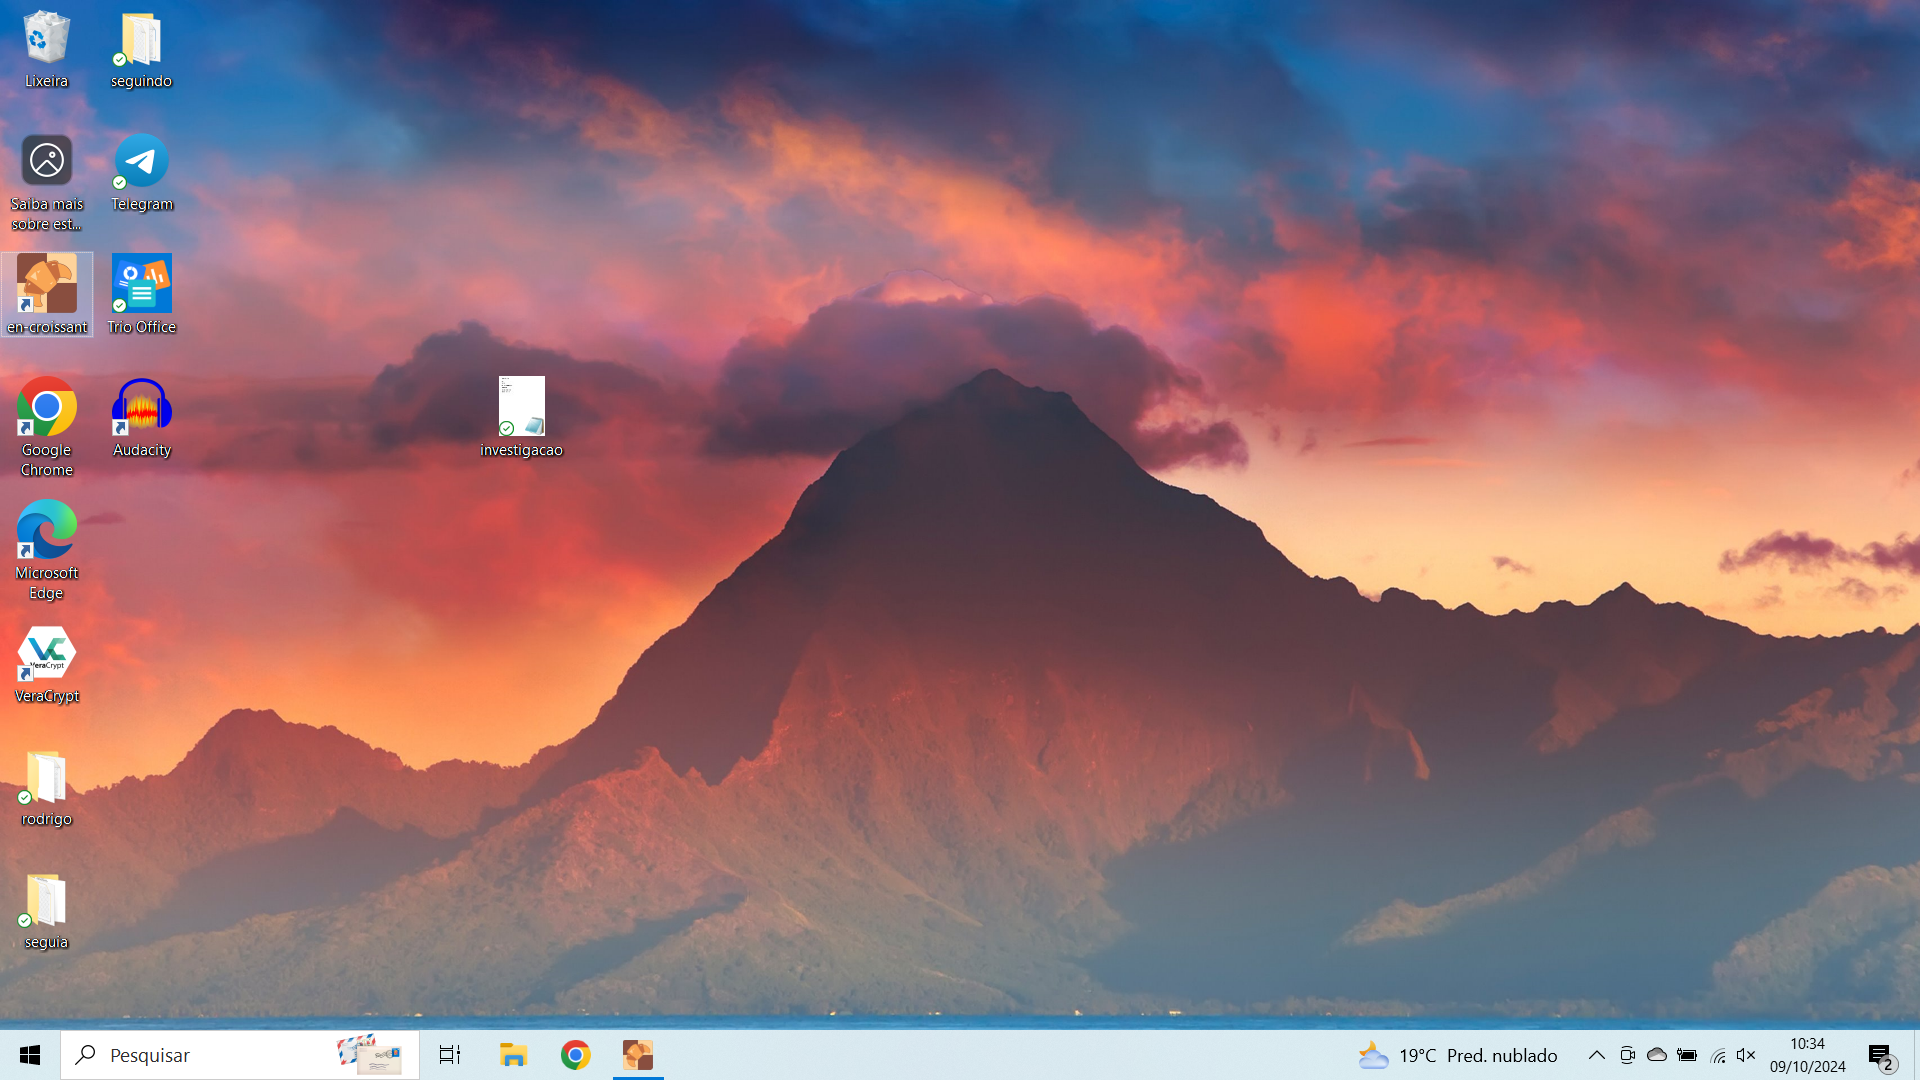 Lixeira
seguindo
Saiba mais
sobre est...
Telegram
en-croissant
Trio Office
Google
Chrome
Audacity
investigacao
Microsoft
Edge
VeraCrypt
VeraCrypt
rodrigo
seguia
Pesquisar
19°C Pred. nublado
10:34
09/10/2024
2